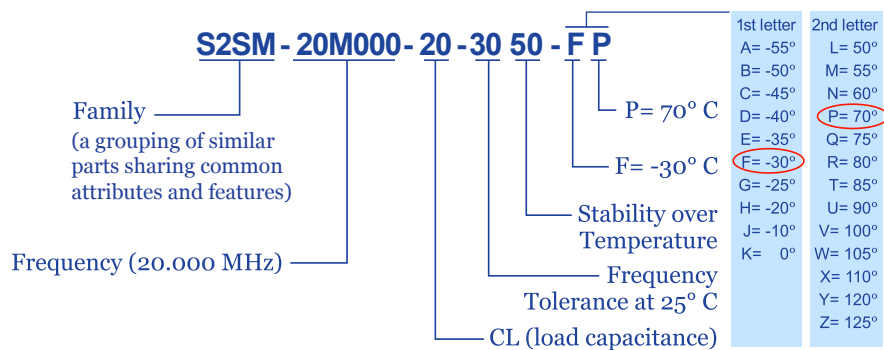 S2SM - 20M000 - 20 - 30 50 - F P
Family
(a grouping of similar
parts sharing common
attributes and features)
Frequency (20.000 MHz)
P= 70° C
F= -30° C
Stability over
Temperature
Frequency
Tolerance at 25° C
CL (load capacitance)
1st letter
A= -55°
B= -50°
C= -45°
D= -40°
E= -35°
F= -30°
G= -25°
H= -20°
J= -10°
K= 0°
2nd letter
L= 50°
M= 55°
N= 60°
P= 70°
Q= 75°
R= 80°
T= 85°
U= 90°
V= 100°
W= 105°
X= 110°
Y= 120°
Z= 125°